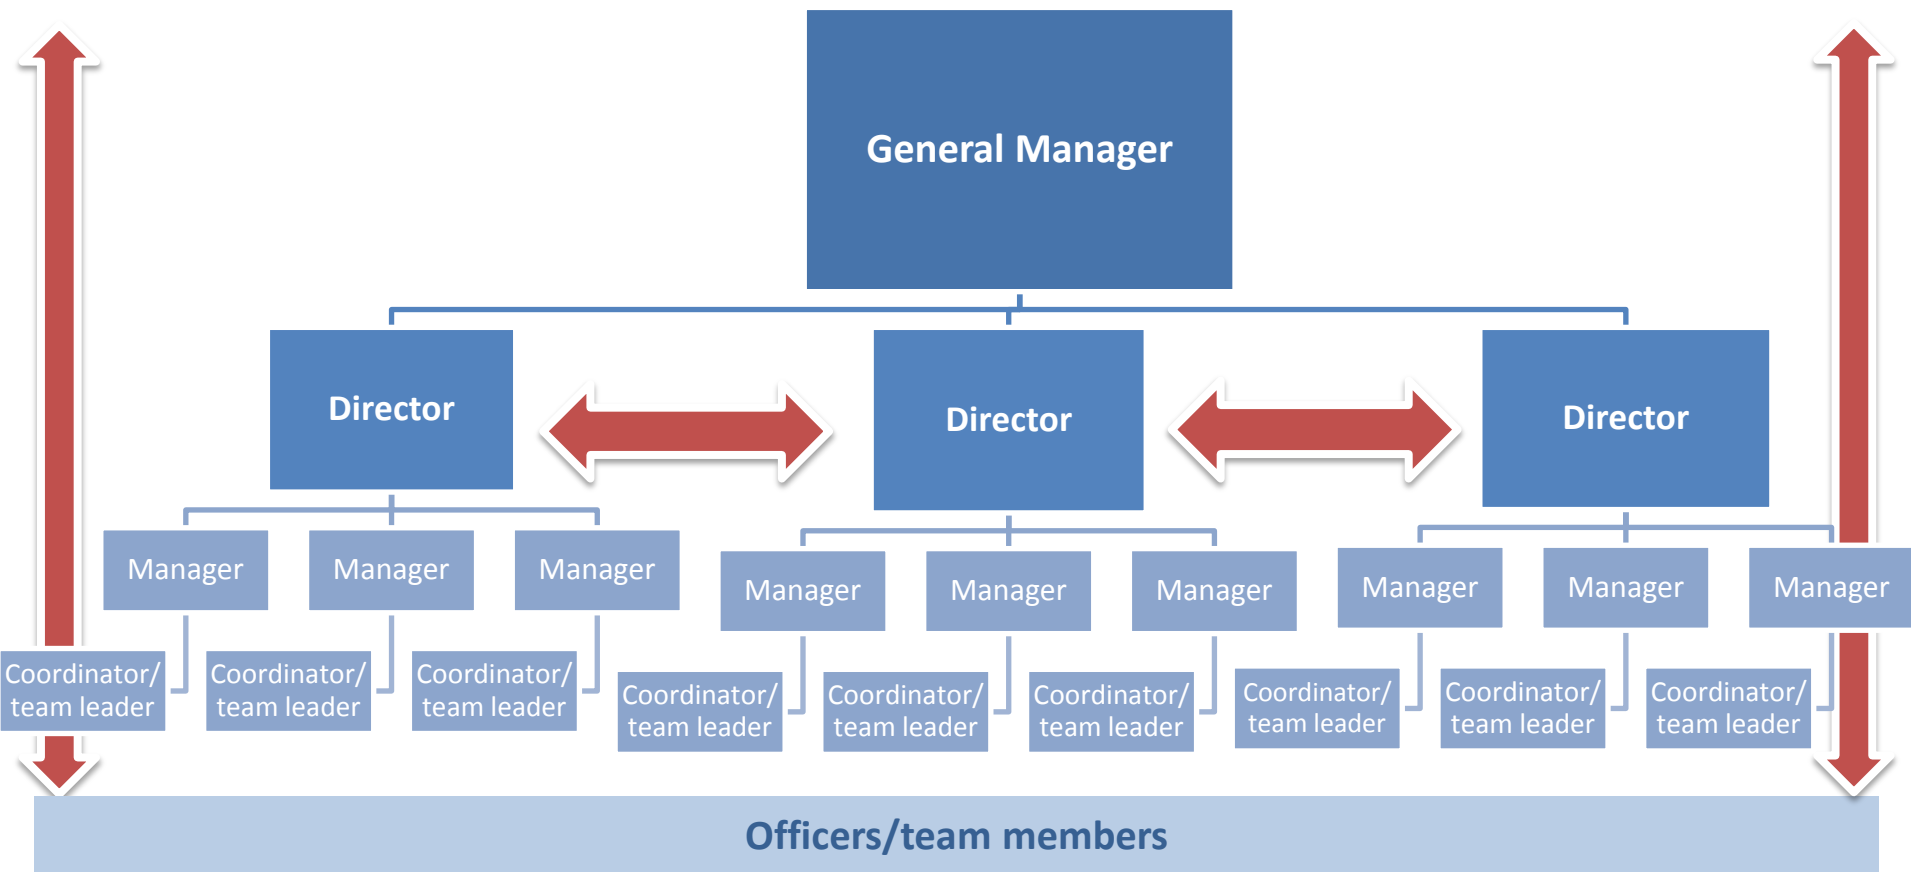 General Manager
Director
Director
Director
Manager
Manager
Manager
Manager
Manager
Manager
Manager
Manager
Manager
Coordinator/
team leader
Coordinator/
team leader
Coordinator/
team leader
Coordinator/
team leader
Coordinator/
team leader
Coordinator/
team leader
Coordinator/
team leader
Coordinator/
team leader
Coordinator/
team leader
Officers/team members